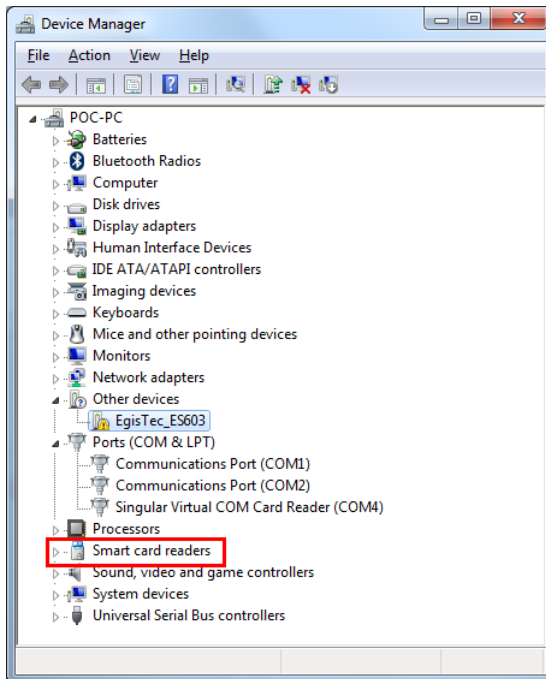 Device Manager
File Action View Help
POC-PC
Batteries
Bluetooth Radios
Computer
Disk drives
Display adapters
Human Interface Devices
IDE ATA/ATAPI controllers
Imaging devices
Keyboards
Mice and other pointing devices
Monitors
Network adapters
Other devices
EgisTec_ES603
Ports (COM & LPT)
Communications Port (COM1)
Communications Port (COM2)
Singular Virtual COM Card Reader (COM4)
Processors
Smart card readers
Sound, video and game controllers
System devices
Universal Serial Bus controllers